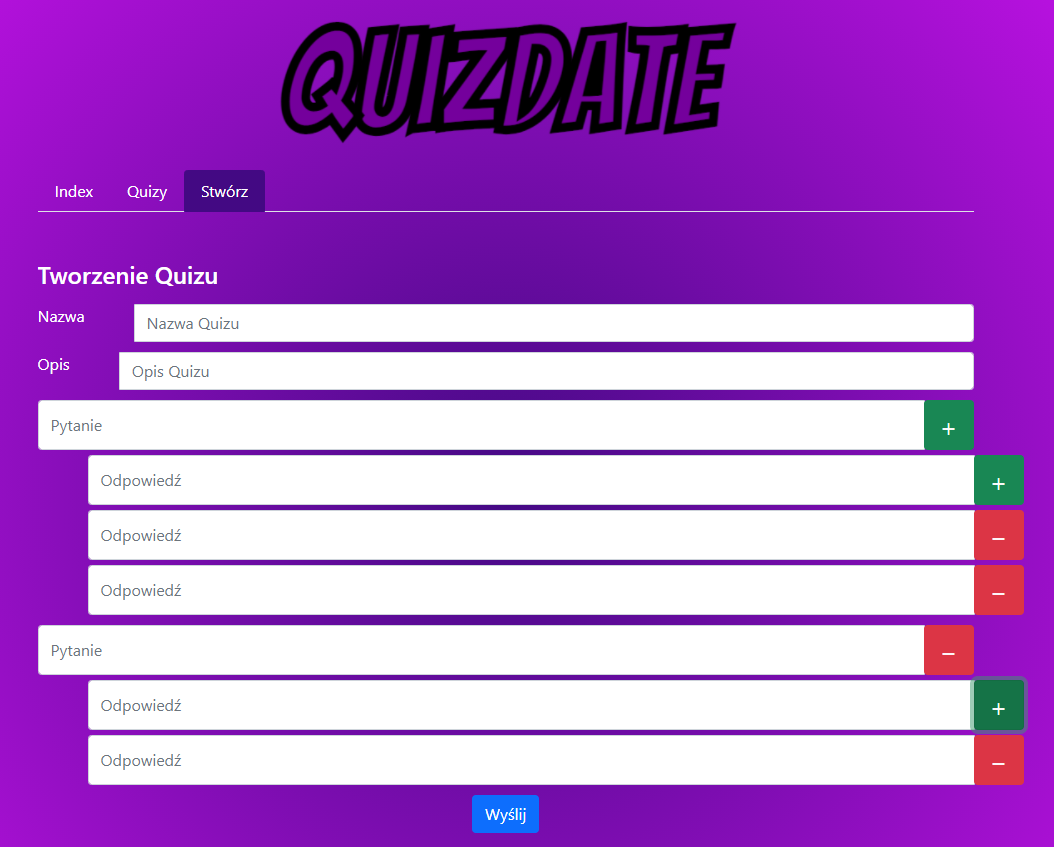 QUIZDATE
Index Quizy Stwórz
Tworzenie Quizu
Nazwa Nazwa Quizu
Opis Opis Quizu
Pytanie +
Odpowiedź +
Odpowiedź –
Odpowiedź –
Pytanie –
Odpowiedź +
Odpowiedź –
Wyślij